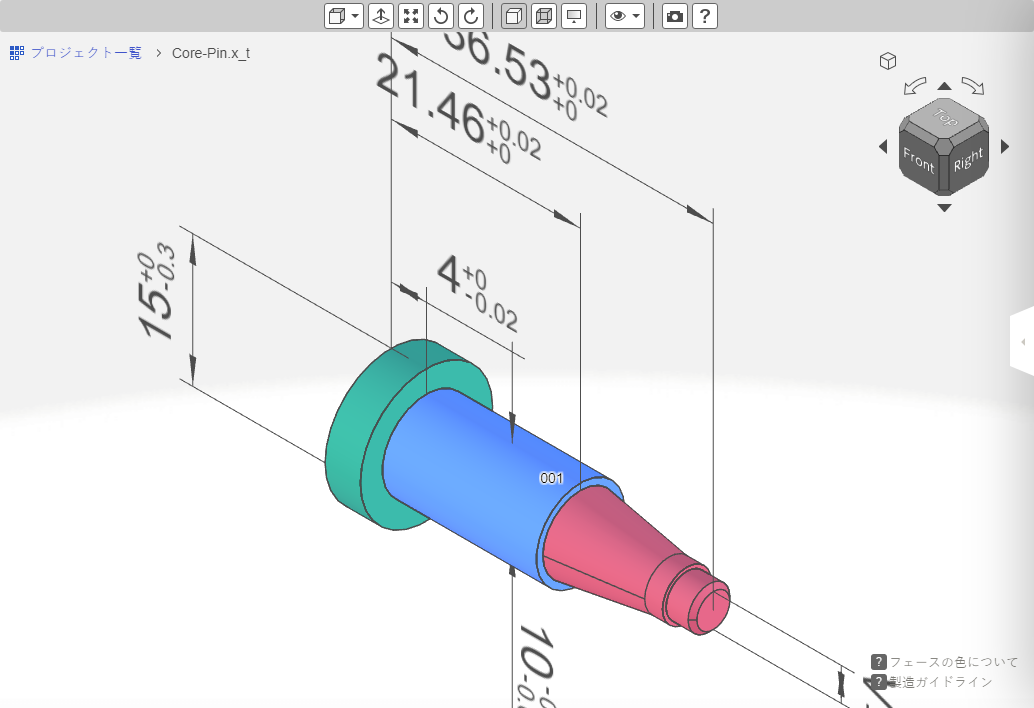 プロジェクト一覧 > Core-Pin.x_t
36.53 +0.02 +0
21.46 +0.02 +0
4 +0 -0.02
15 +0 -0.3
001
10
Top
Front
Right
? フェースの色について
? 製造ガイドライン
?